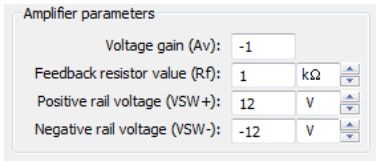 Amplifier parameters
Voltage gain (Av): -1
Feedback resistor value (Rf): 1 kΩ
Positive rail voltage (VSW+): 12 V
Negative rail voltage (VSW-): -12 V